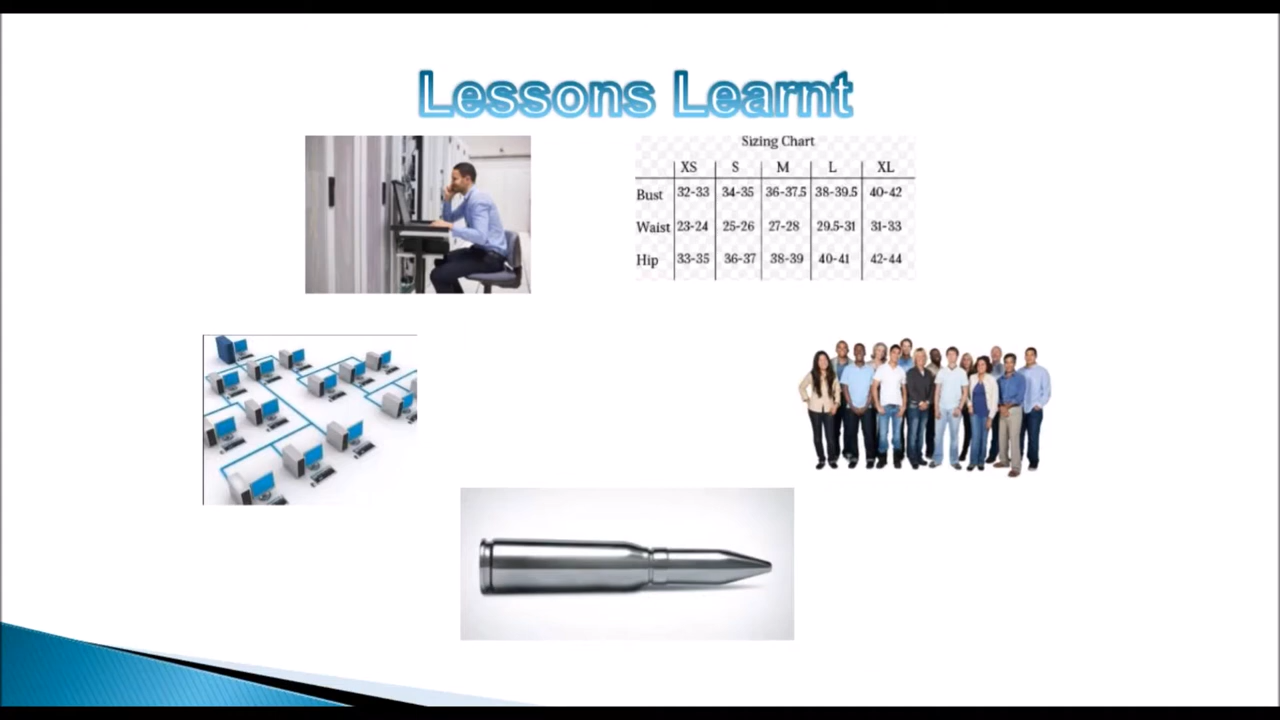 Lessons Learnt
Sizing Chart
XS S M L XL
Bust 32-33 34-35 36-37.5 38-39.5 40-42
Waist 23-24 25-26 27-28 29.5-31 31-33
Hip 33-35 36-37 38-39 40-41 42-44